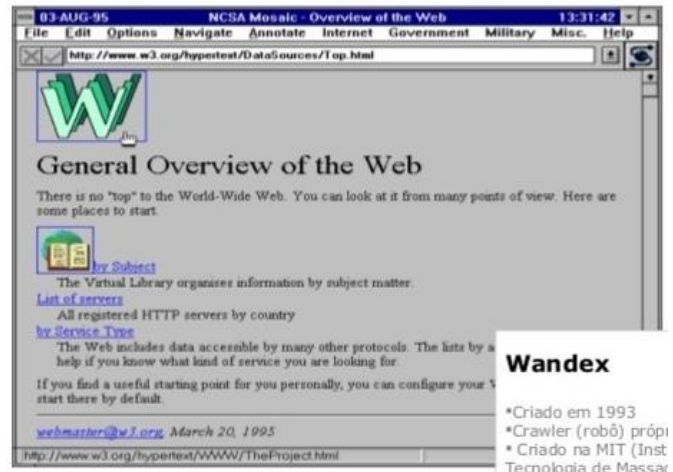 03-AUG-95 NCSA Mosaic - Overview of the Web 13:31:42
File Edit Options Navigate Annotate Internet Government Military Misc. Help
http://www.w3.org/hypertext/DataSources/Top.html
W
General Overview of the Web
There is no "top" to the World-Wide Web. You can look at it from many points of view. Here are
some places to start.
by Subject
The Virtual Library organises information by subject matter.
List of servers
All registered HTTP servers by country
by Service Type
The Web includes data accessible by many other protocols. The lists by a
help if you know what kind of service you are looking for.
If you find a useful starting point for you personally, you can configure your W
start there by default.
webmaster@w3.org, March 20, 1995
http://www.w3.org/hypertext/WWW/TheProject.html
Wandex
*Criado em 1993
*Crawler (robô) própr
* Criado na MIT (Inst
Tecnologia de Massac